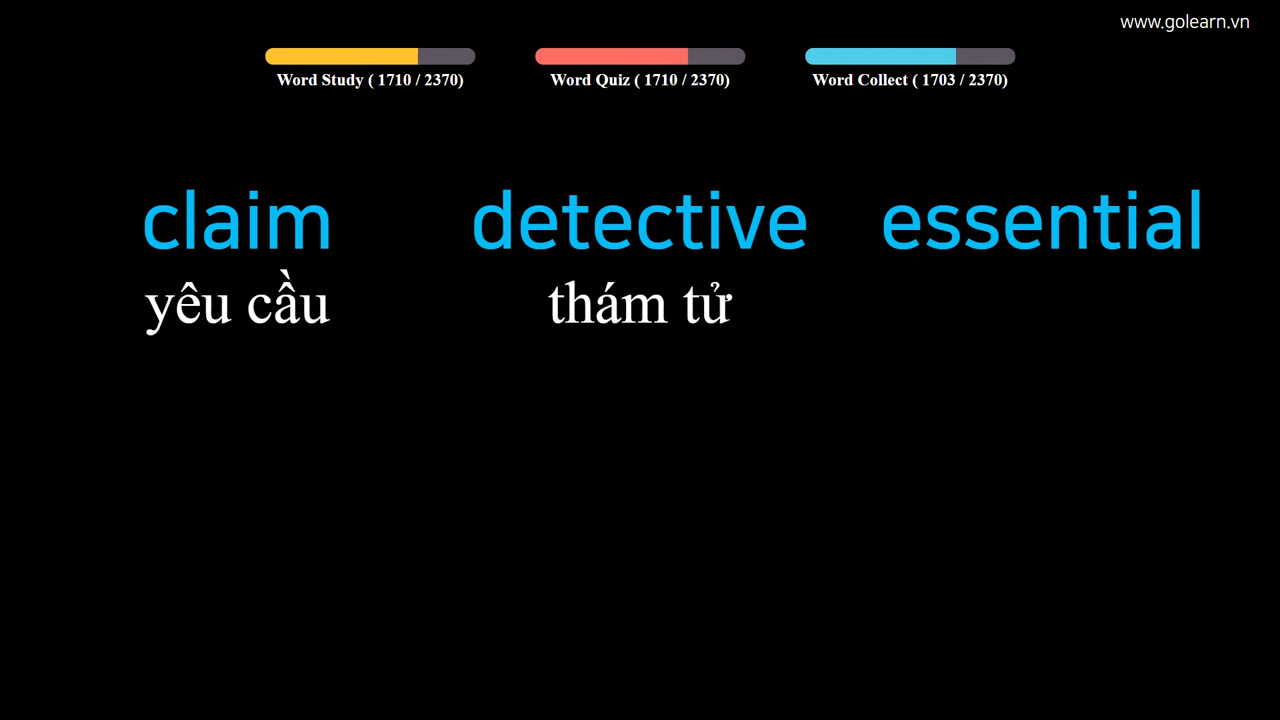 www.golearn.vn
Word Study ( 1710 / 2370) Word Quiz ( 1710 / 2370) Word Collect ( 1703 / 2370)
claim detective essential
yêu cầu thám tử